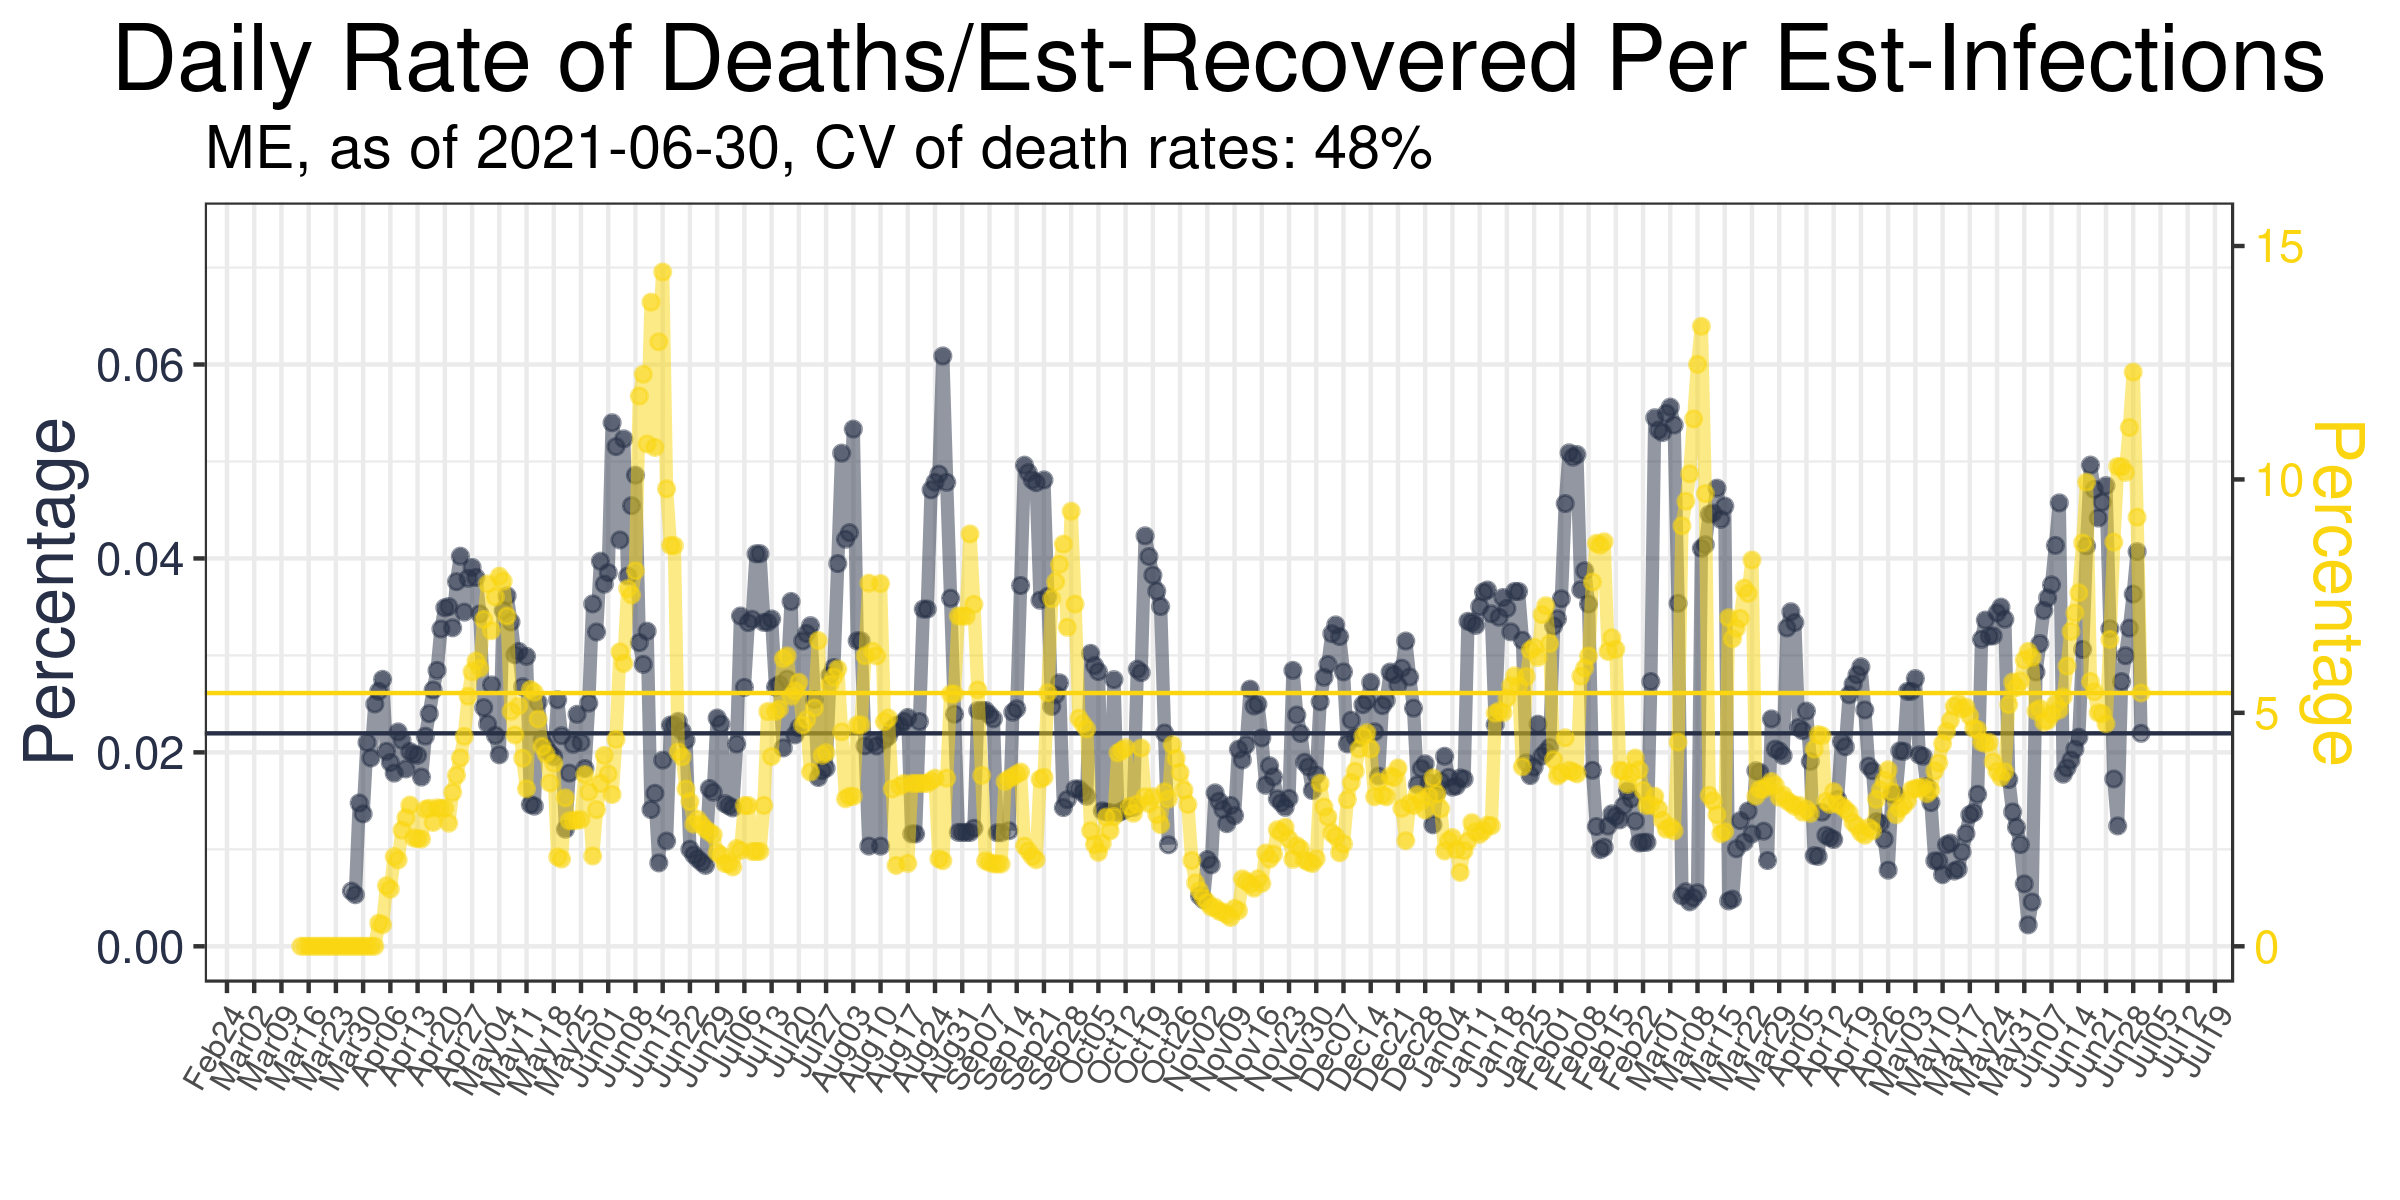 Daily Rate of Deaths/Est-Recovered Per Est-Infections
ME, as of 2021-06-30, CV of death rates: 48%
Percentage
0.06
0.04
0.02
0.00
15
10
5
0
Percentage
Feb24
Mar02
Mar09
Mar16
Mar23
Mar30
Apr06
Apr13
Apr20
Apr27
May04
May11
May18
May25
Jun01
Jun08
Jun15
Jun22
Jun29
Jul06
Jul13
Jul20
Jul27
Aug03
Aug10
Aug17
Aug24
Aug31
Sep07
Sep14
Sep21
Sep28
Oct05
Oct12
Oct19
Oct26
Nov02
Nov09
Nov16
Nov23
Nov30
Dec07
Dec14
Dec21
Dec28
Jan04
Jan11
Jan18
Jan25
Feb01
Feb08
Feb15
Feb22
Mar01
Mar08
Mar15
Mar22
Mar29
Apr05
Apr12
Apr19
Apr26
May03
May10
May17
May24
May31
Jun07
Jun14
Jun21
Jun28
Jul05
Jul12
Jul19